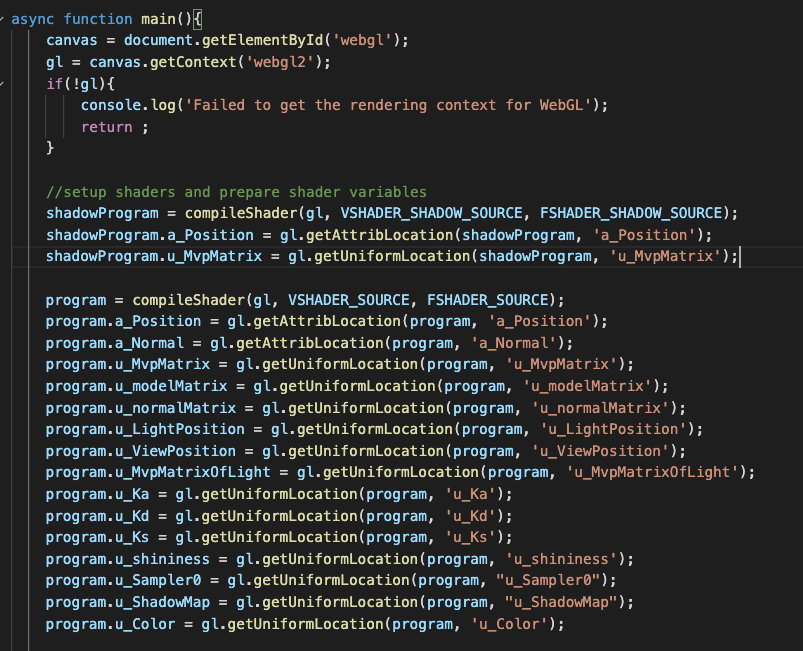 async function main(){
canvas = document.getElementById('webgl');
gl = canvas.getContext('webgl2');
if(!gl){
console.log('Failed to get the rendering context for WebGL');
return ;
}
//setup shaders and prepare shader variables
shadowProgram = compileShader(gl, VSHADER_SHADOW_SOURCE, FSHADER_SHADOW_SOURCE);
shadowProgram.a_Position = gl.getAttribLocation(shadowProgram, 'a_Position');
shadowProgram.u_MvpMatrix = gl.getUniformLocation(shadowProgram, 'u_MvpMatrix');
program = compileShader(gl, VSHADER_SOURCE, FSHADER_SOURCE);
program.a_Position = gl.getAttribLocation(program, 'a_Position');
program.a_Normal = gl.getAttribLocation(program, 'a_Normal');
program.u_MvpMatrix = gl.getUniformLocation(program, 'u_MvpMatrix');
program.u_modelMatrix = gl.getUniformLocation(program, 'u_modelMatrix');
program.u_normalMatrix = gl.getUniformLocation(program, 'u_normalMatrix');
program.u_LightPosition = gl.getUniformLocation(program, 'u_LightPosition');
program.u_ViewPosition = gl.getUniformLocation(program, 'u_ViewPosition');
program.u_MvpMatrixOfLight = gl.getUniformLocation(program, 'u_MvpMatrixOfLight');
program.u_Ka = gl.getUniformLocation(program, 'u_Ka');
program.u_Kd = gl.getUniformLocation(program, 'u_Kd');
program.u_Ks = gl.getUniformLocation(program, 'u_Ks');
program.u_shininess = gl.getUniformLocation(program, 'u_shininess');
program.u_Sampler0 = gl.getUniformLocation(program, "u_Sampler0");
program.u_ShadowMap = gl.getUniformLocation(program, "u_ShadowMap");
program.u_Color = gl.getUniformLocation(program, 'u_Color');